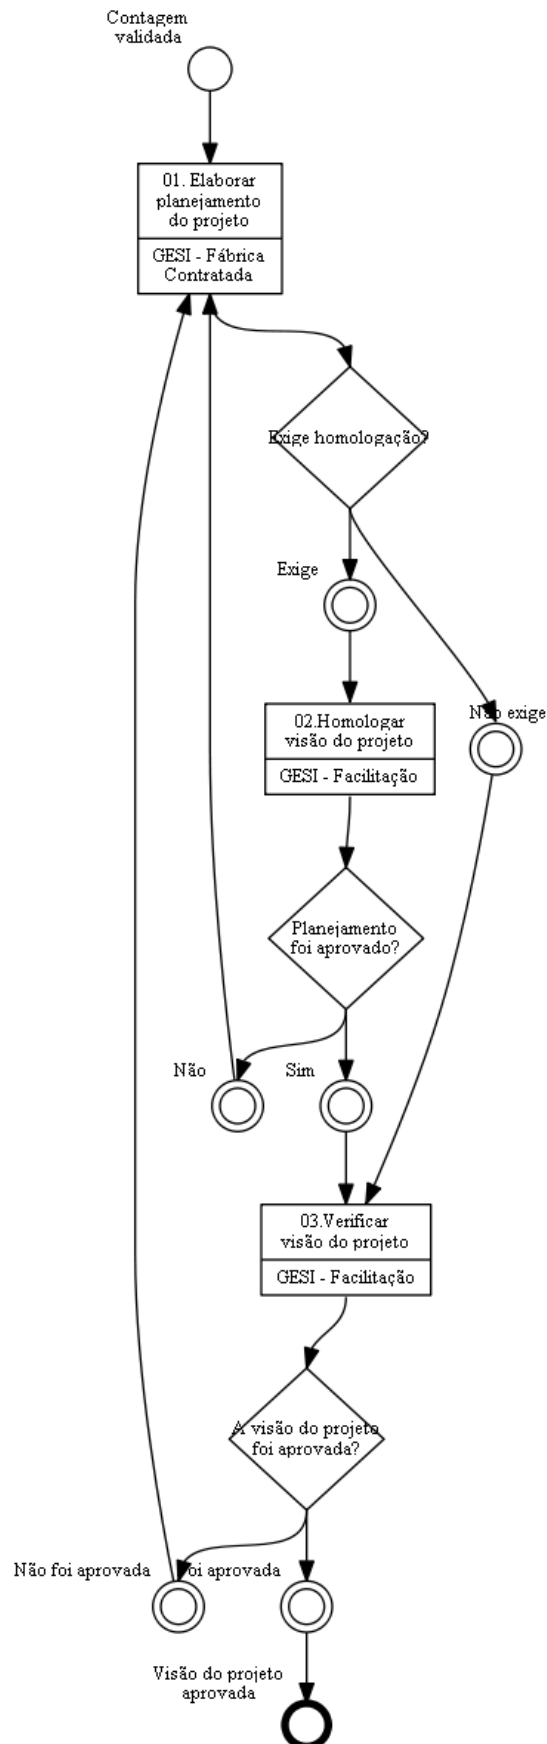 Contagem
validada
01. Elaborar
planejamento
do projeto
GESI - Fábrica
Contratada
Exige homologação?
Exige
Não exige
02.Homologar
visão do projeto
GESI - Facilitação
Planejamento
foi aprovado?
Não
Sim
03.Verificar
visão do projeto
GESI - Facilitação
A visão do projeto
foi aprovada?
Não foi aprovada
Foi aprovada
Visão do projeto
aprovada